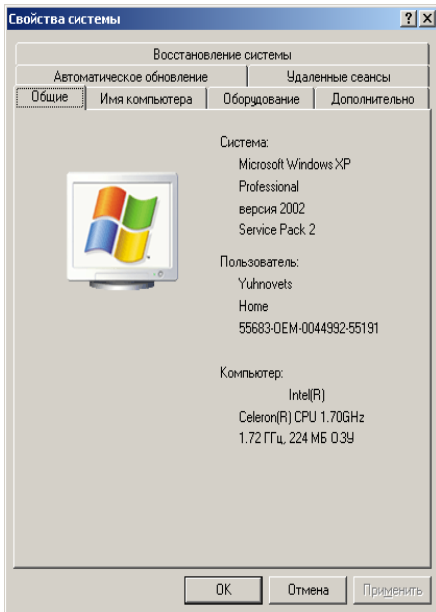 Свойства системы
Восстановление системы
Автоматическое обновление Удаленные сеансы
Общие Имя компьютера Оборудование Дополнительно
Система:
Microsoft Windows XP
Professional
версия 2002
Service Pack 2
Пользователь:
Yuhnovets
Home
55683-OEM-0044992-55191
Компьютер:
Intel(R)
Celeron(R) CPU 1.70GHz
1.72 ГГц, 224 МБ ОЗУ
OK Отмена Применить